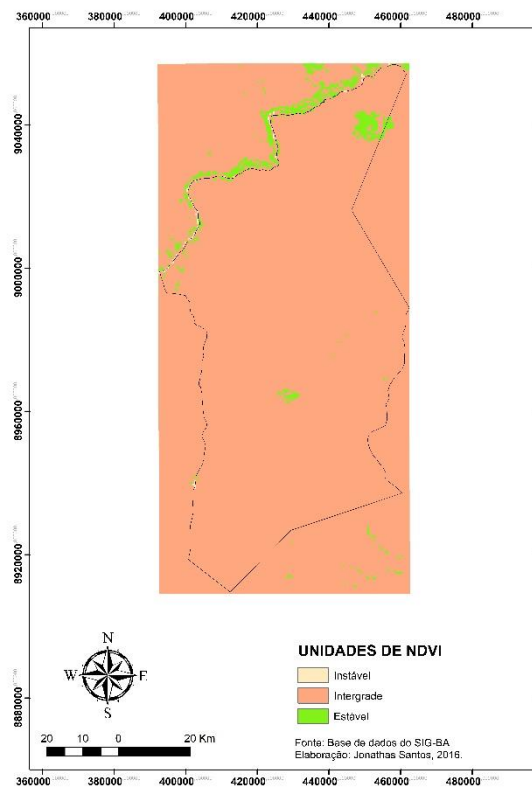 360000 380000 400000 420000 440000 460000 480000
9040000
9000000
8960000
8920000
8880000
N
W E
S
20 10 0 20 Km
UNIDADES DE NDVI
Instável
Intergrade
Estável
Fonte: Base de dados do SIG-BA
Elaboração: Jonathas Santos, 2016.
360000 380000 400000 420000 440000 460000 480000